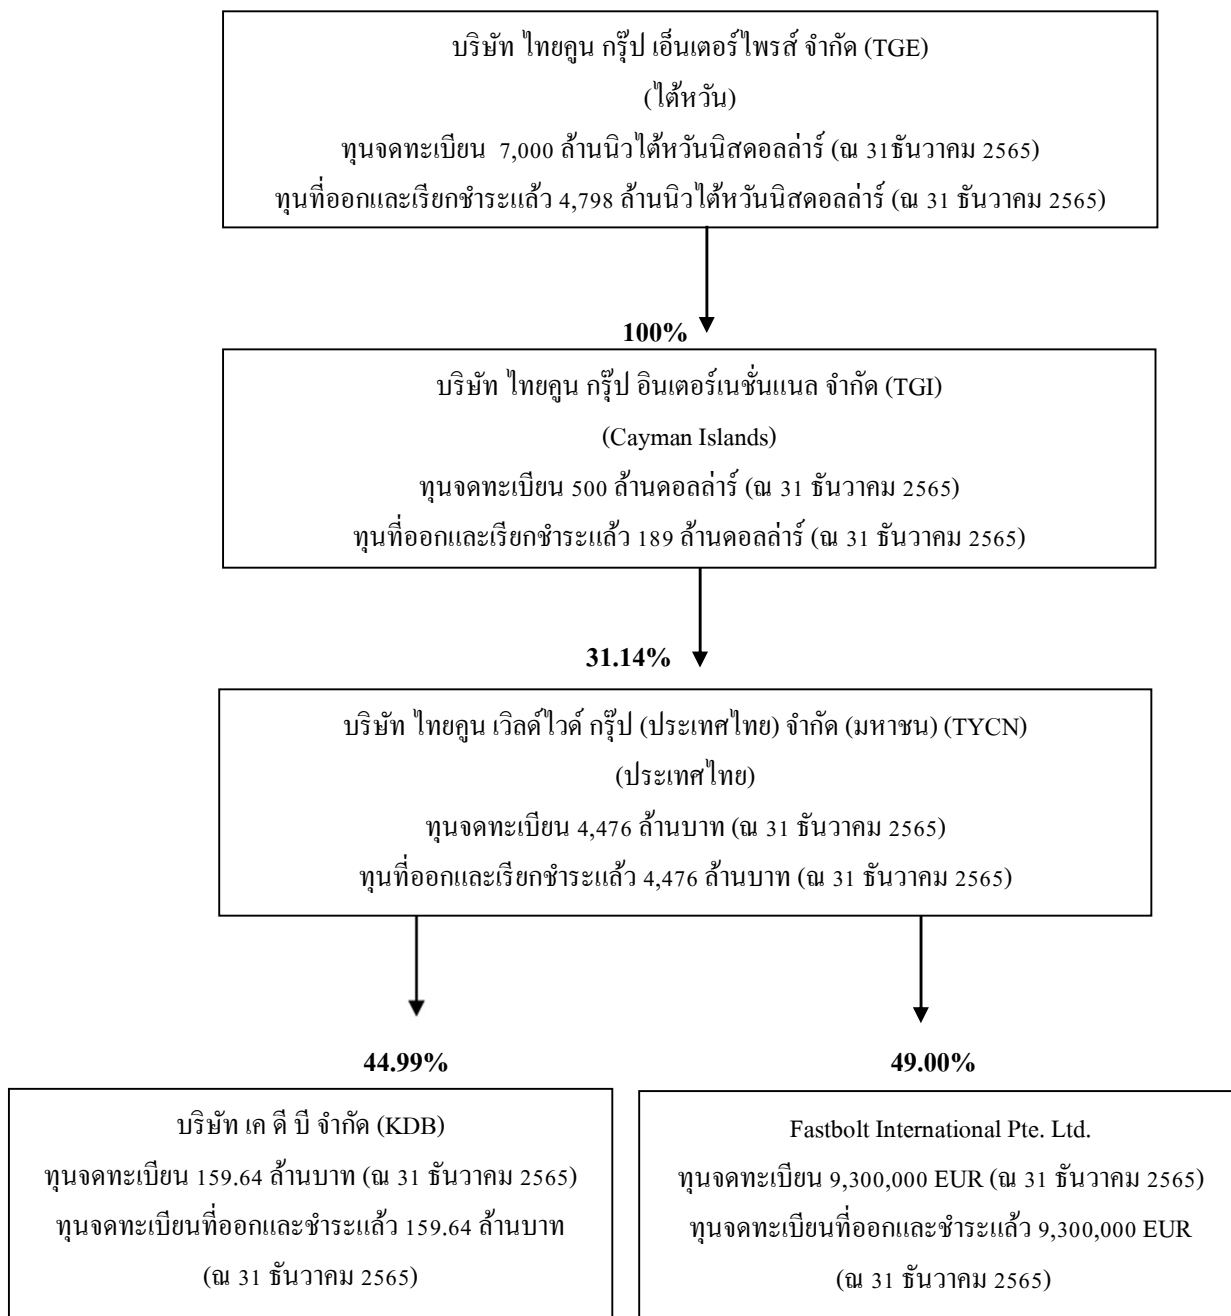 บริษัท ไทยคูน กรุ๊ป เอ็นเตอร์ไพรส์ จำกัด (TGE)
(ไต้หวัน)
ทุนจดทะเบียน 7,000 ล้านนิวไต้หวันนิสดอลล่าร์ (ณ 31ธันวาคม 2565)
ทุนที่ออกและเรียกชำระแล้ว 4,798 ล้านนิวไต้หวันนิสดอลล่าร์ (ณ 31 ธันวาคม 2565)
100%
บริษัท ไทยคูน กรุ๊ป อินเตอร์เนชั่นแนล จำกัด (TGI)
(Cayman Islands)
ทุนจดทะเบียน 500 ล้านดอลล่าร์ (ณ 31 ธันวาคม 2565)
ทุนที่ออกและเรียกชำระแล้ว 189 ล้านดอลล่าร์ (ณ 31 ธันวาคม 2565)
31.14%
บริษัท ไทยคูน เวิลด์ไวด์ กรุ๊ป (ประเทศไทย) จำกัด (มหาชน) (TYCN)
(ประเทศไทย)
ทุนจดทะเบียน 4,476 ล้านบาท (ณ 31 ธันวาคม 2565)
ทุนที่ออกและเรียกชำระแล้ว 4,476 ล้านบาท (ณ 31 ธันวาคม 2565)
44.99%
บริษัท เค ดี บี จำกัด (KDB)
ทุนจดทะเบียน 159.64 ล้านบาท (ณ 31 ธันวาคม 2565)
ทุนจดทะเบียนที่ออกและชำระแล้ว 159.64 ล้านบาท
(ณ 31 ธันวาคม 2565)
49.00%
Fastbolt International Pte. Ltd.
ทุนจดทะเบียน 9,300,000 EUR (ณ 31 ธันวาคม 2565)
ทุนจดทะเบียนที่ออกและชำระแล้ว 9,300,000 EUR
(ณ 31 ธันวาคม 2565)